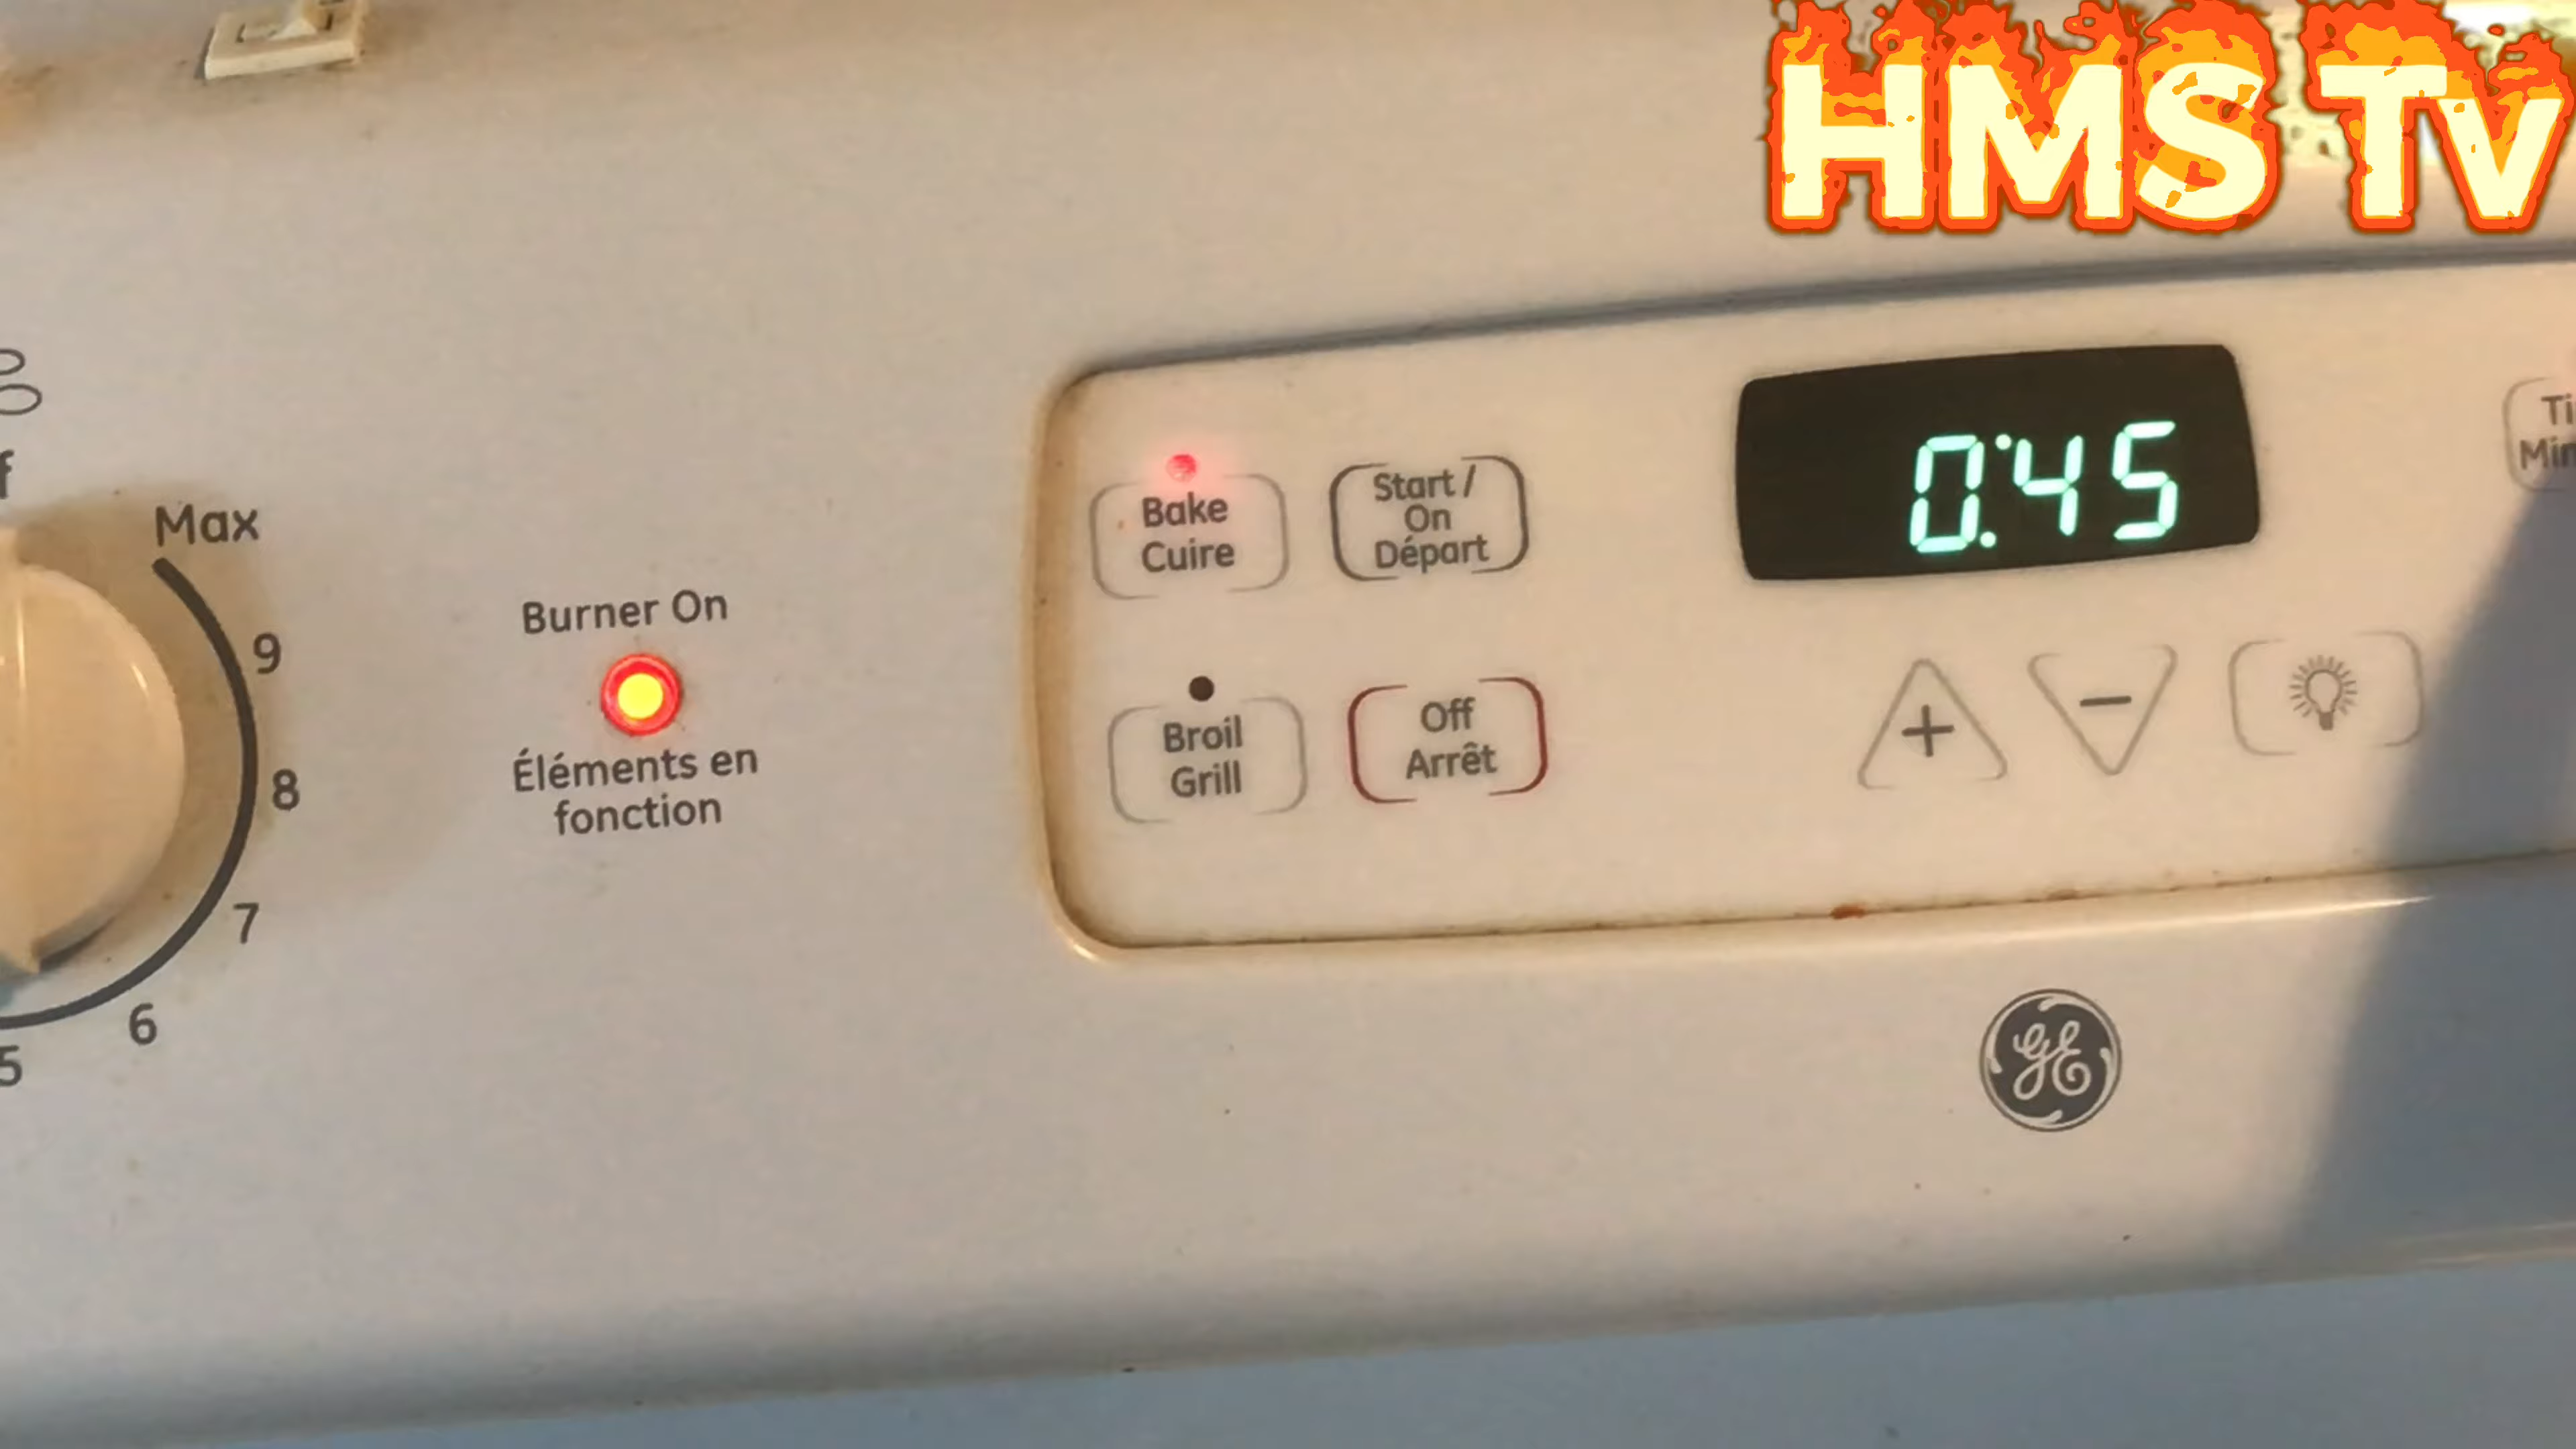 HMS Tv
Max
9
8
7
6
5
Burner On
Éléments en
fonction
Bake
Cuire
Start /
On
Départ
Broil
Grill
Off
Arrêt
0:45
+
−
GE